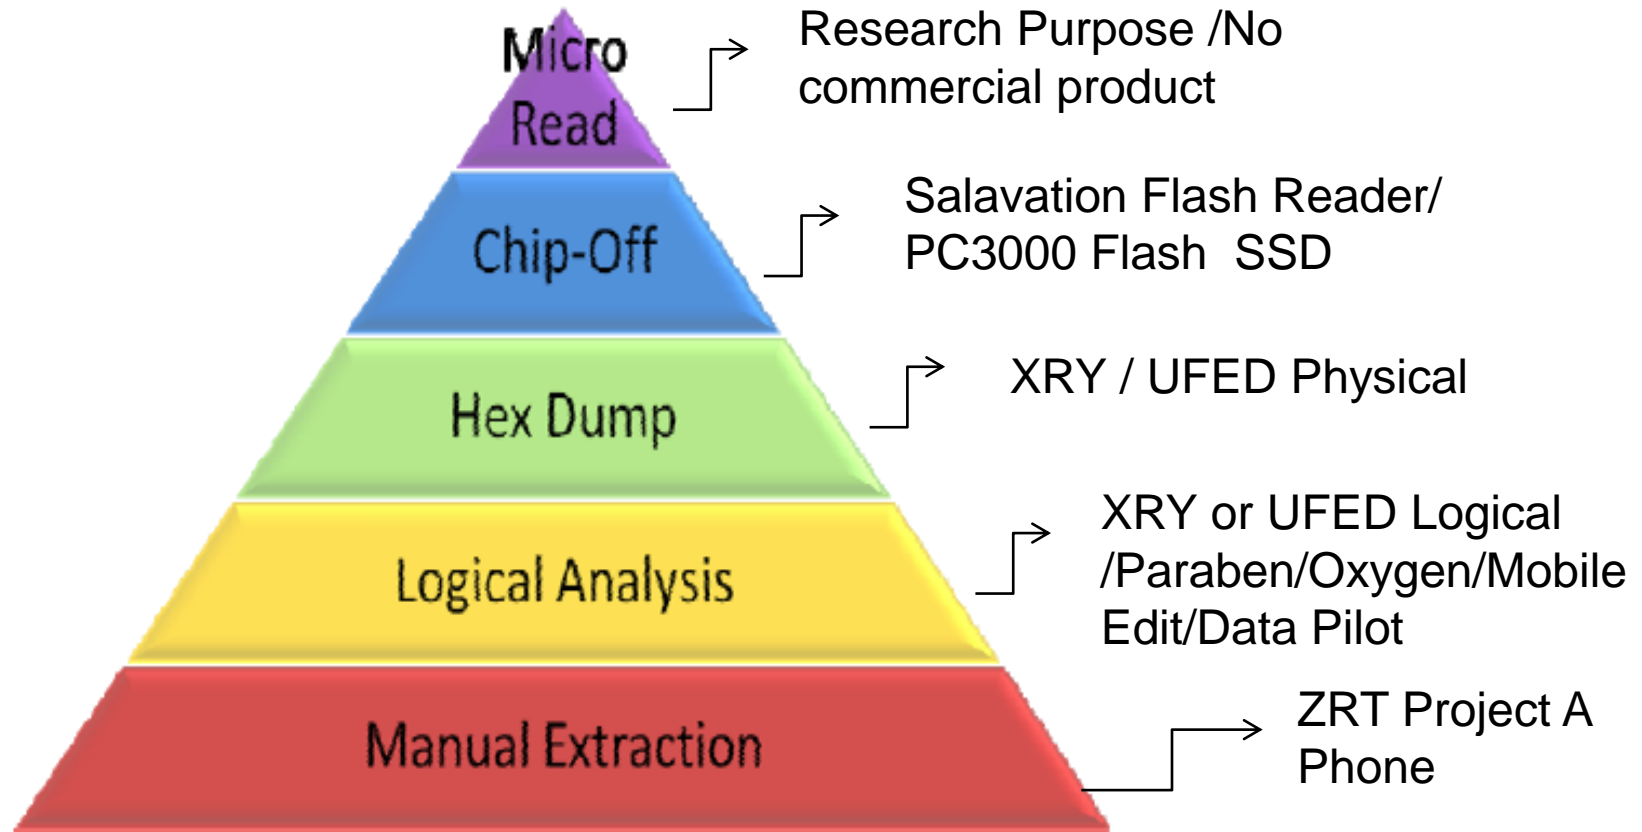 Micro
Read
Research Purpose /No
commercial product
Chip-Off
Salavation Flash Reader/
PC3000 Flash  SSD
Hex Dump
XRY / UFED Physical
Logical Analysis
XRY or UFED Logical
/Paraben/Oxygen/Mobile
Edit/Data Pilot
Manual Extraction
ZRT Project A
Phone